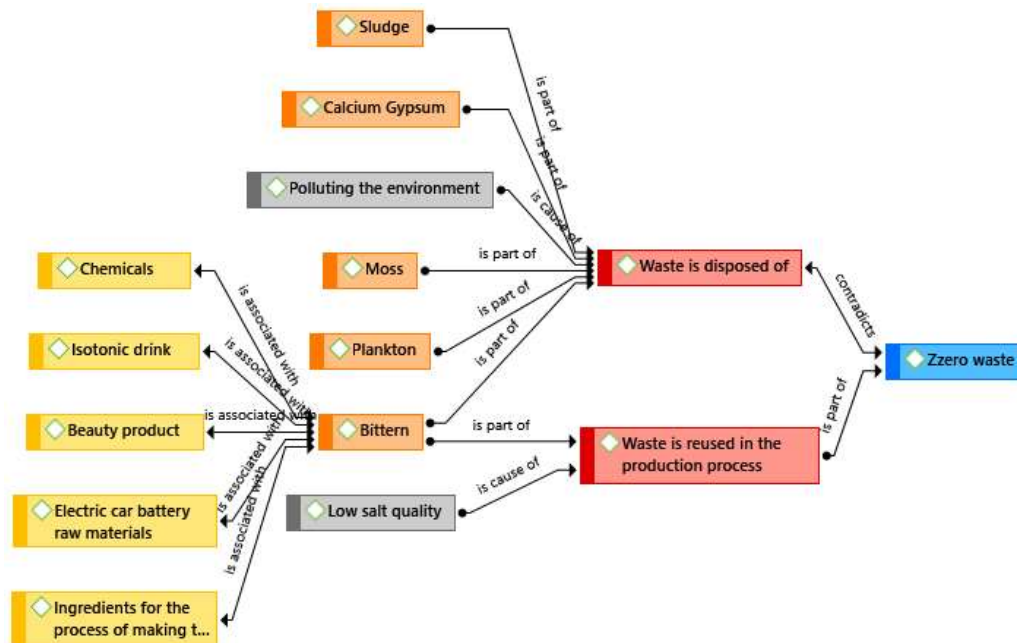 Sludge
is part of
Calcium Gypsum
is part of
Polluting the environment
is cause of
Chemicals
Moss
is part of
Waste is disposed of
contradicts
is associated with
is part of
Isotonic drink
is associated with
Plankton
is part of
Zzero waste
Beauty product
is associated with
Bittern
is part of
is part of
Waste is reused in the
production process
is associated with
is cause of
Electric car battery
raw materials
is associated with
Low salt quality
Ingredients for the
process of making t...